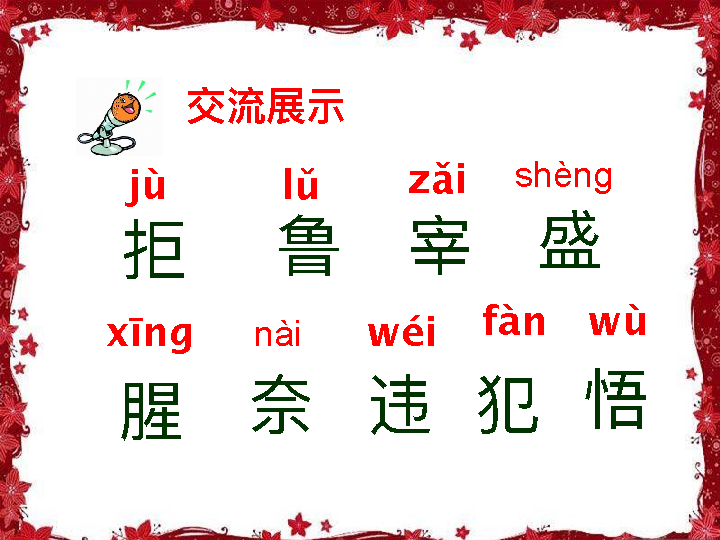 交流展示
jù lǔ zǎi shèng
拒 鲁 宰 盛
xīng nài wéi fàn wù
腥 奈 违 犯 悟